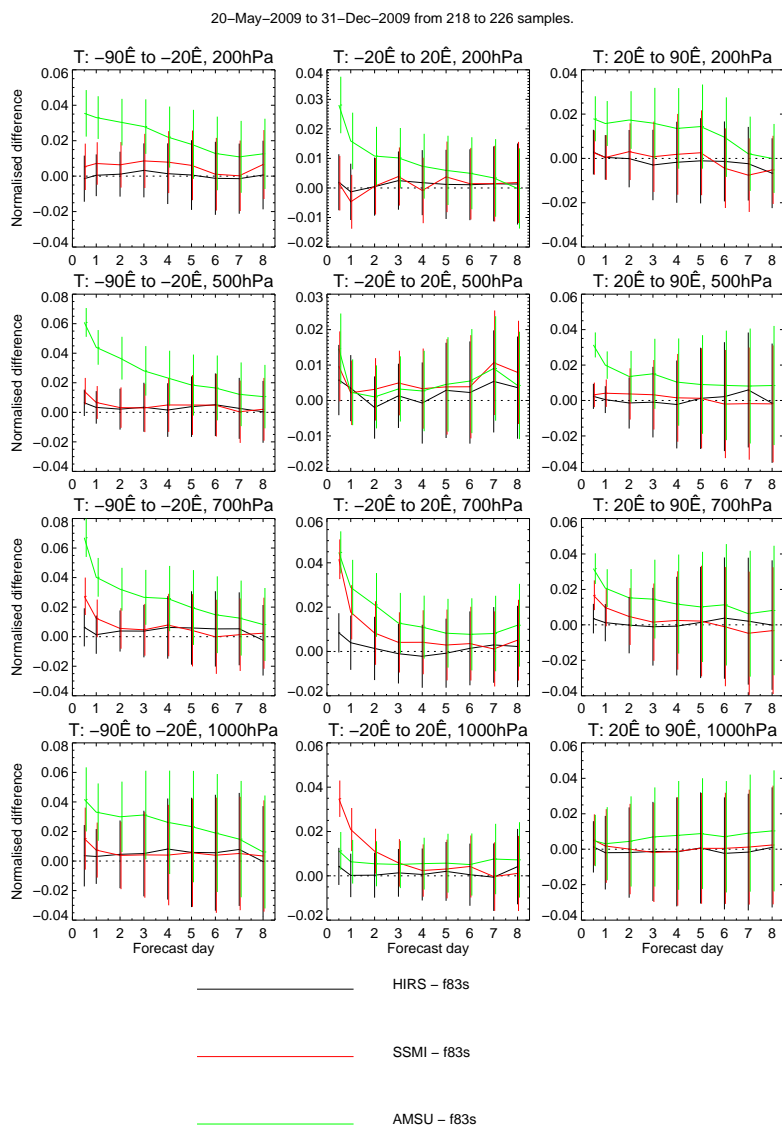 20–May–2009 to 31–Dec–2009 from 218 to 226 samples.
T: −90Ê to −20Ê, 200hPa
T: −20Ê to 20Ê, 200hPa
T: 20Ê to 90Ê, 200hPa
Normalised difference
0.06
0.04
0.02
0.00
−0.02
−0.04
0 1 2 3 4 5 6 7 8
0.04
0.03
0.02
0.01
0.00
−0.01
−0.02
0 1 2 3 4 5 6 7 8
0.04
0.02
0.00
−0.02
−0.04
0 1 2 3 4 5 6 7 8
T: −90Ê to −20Ê, 500hPa
T: −20Ê to 20Ê, 500hPa
T: 20Ê to 90Ê, 500hPa
Normalised difference
0.08
0.06
0.04
0.02
0.00
−0.02
−0.04
0 1 2 3 4 5 6 7 8
0.03
0.02
0.01
0.00
−0.01
−0.02
0 1 2 3 4 5 6 7 8
0.06
0.04
0.02
0.00
−0.02
−0.04
0 1 2 3 4 5 6 7 8
T: −90Ê to −20Ê, 700hPa
T: −20Ê to 20Ê, 700hPa
T: 20Ê to 90Ê, 700hPa
Normalised difference
0.08
0.06
0.04
0.02
0.00
−0.02
−0.04
0 1 2 3 4 5 6 7 8
0.06
0.04
0.02
0.00
−0.02
0 1 2 3 4 5 6 7 8
0.06
0.04
0.02
0.00
−0.02
−0.04
0 1 2 3 4 5 6 7 8
T: −90Ê to −20Ê, 1000hPa
T: −20Ê to 20Ê, 1000hPa
T: 20Ê to 90Ê, 1000hPa
Normalised difference
0.08
0.06
0.04
0.02
0.00
−0.02
−0.04
0 1 2 3 4 5 6 7 8
Forecast day
0.06
0.04
0.02
0.00
−0.02
0 1 2 3 4 5 6 7 8
Forecast day
0.06
0.04
0.02
0.00
−0.02
−0.04
0 1 2 3 4 5 6 7 8
Forecast day
HIRS − f83s
SSMI − f83s
AMSU − f83s